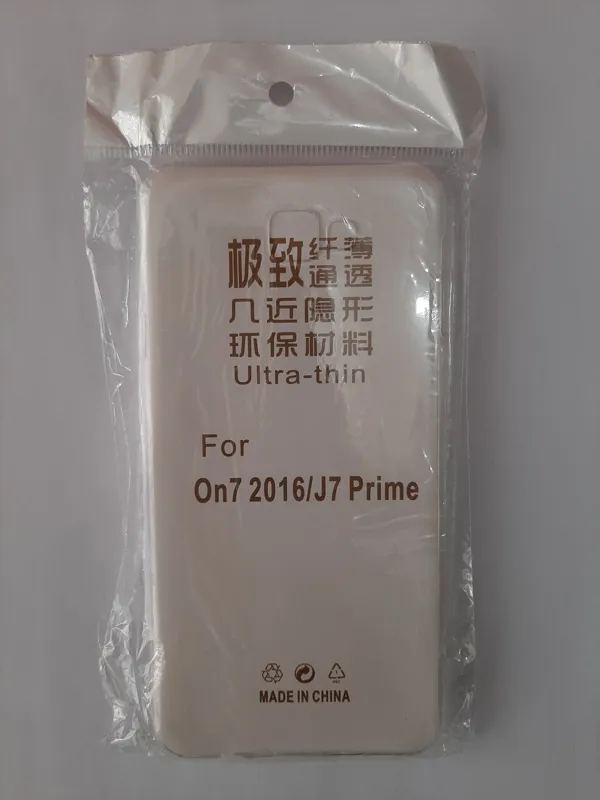 极致纤薄
通透
几近隐形
环保材料
Ultra-thin
For
On7 2016/J7 Prime
MADE IN CHINA